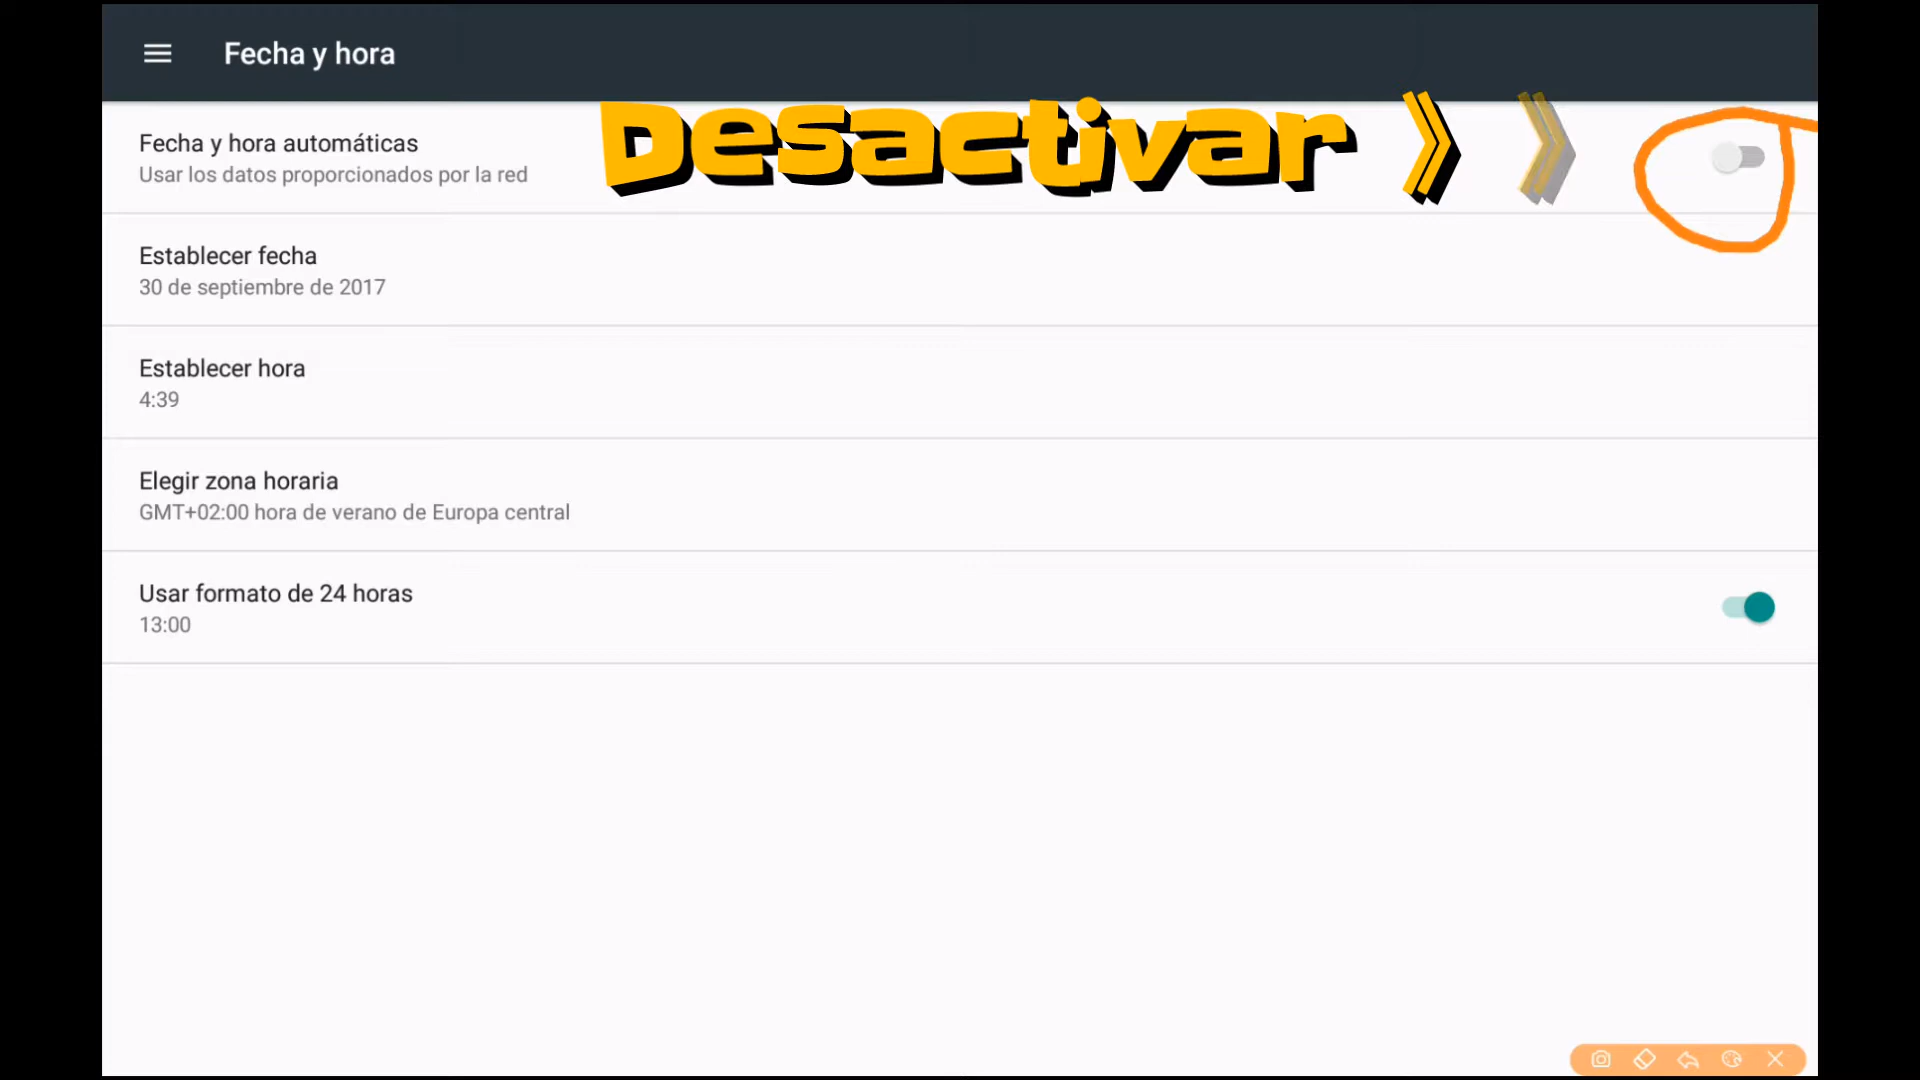 Fecha y hora
Desactivar 》 》
Fecha y hora automáticas
Usar los datos proporcionados por la red
Establecer fecha
30 de septiembre de 2017
Establecer hora
4:39
Elegir zona horaria
GMT+02:00 hora de verano de Europa central
Usar formato de 24 horas
13:00